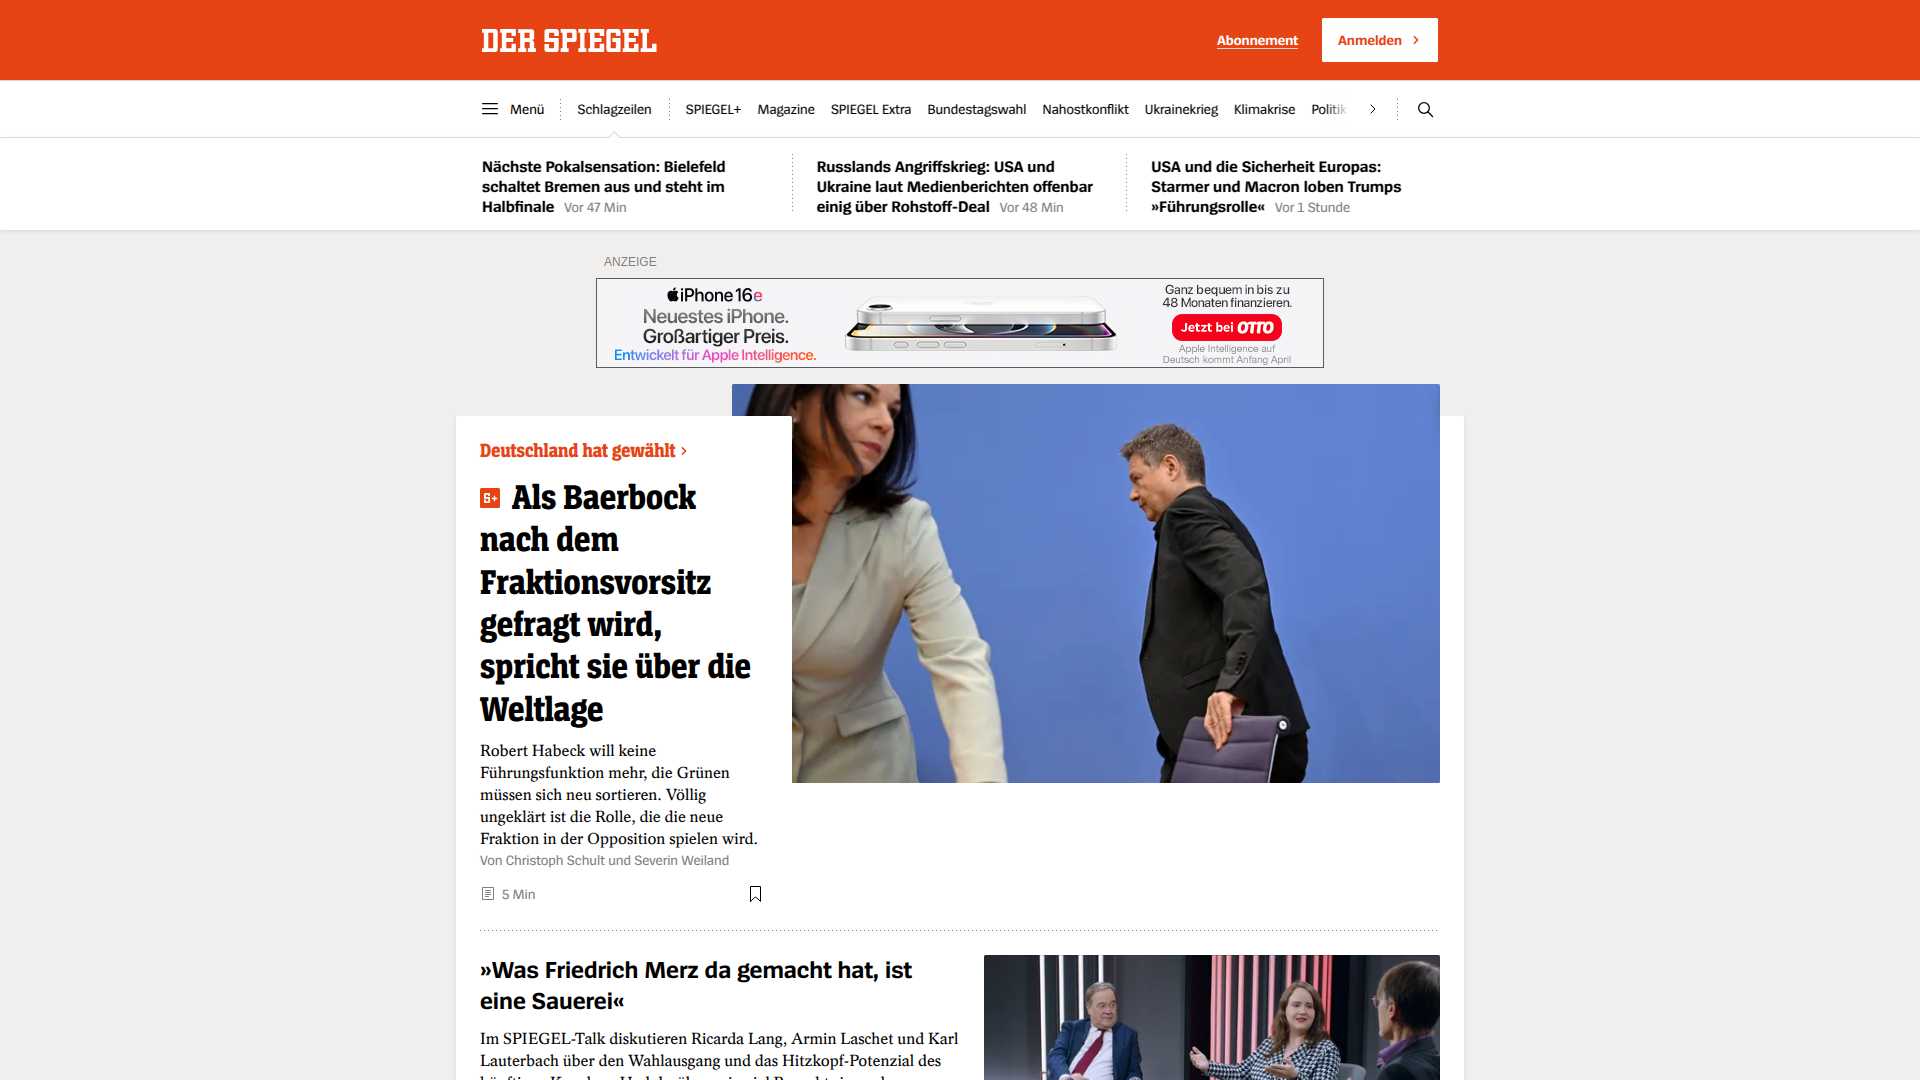 DER SPIEGEL
Abonnement
Anmelden
Menü
Schlagzeilen
SPIEGEL+
Magazine
SPIEGEL Extra
Bundestagswahl
Nahostkonflikt
Ukrainekrieg
Klimakrise
Politik
Nächste Pokalsensation: Bielefeld
schaltet Bremen aus und steht im
Halbfinale Vor 47 Min
Russlands Angriffskrieg: USA und
Ukraine laut Medienberichten offenbar
einig über Rohstoff-Deal Vor 48 Min
USA und die Sicherheit Europas:
Starmer und Macron loben Trumps
»Führungsrolle« Vor 1 Stunde
ANZEIGE
iPhone 16e
Neuestes iPhone.
Großartiger Preis.
Entwickelt für Apple Intelligence.
Ganz bequem in bis zu
48 Monaten finanzieren.
Jetzt bei OTTO
Apple Intelligence auf
Deutsch kommt Anfang April
Deutschland hat gewählt
S+ Als Baerbock
nach dem
Fraktionsvorsitz
gefragt wird,
spricht sie über die
Weltlage
Robert Habeck will keine
Führungsfunktion mehr, die Grünen
müssen sich neu sortieren. Völlig
ungeklärt ist die Rolle, die die neue
Fraktion in der Opposition spielen wird.
Von Christoph Schult und Severin Weiland
5 Min
»Was Friedrich Merz da gemacht hat, ist
eine Sauerei«
Im SPIEGEL-Talk diskutieren Ricarda Lang, Armin Laschet und Karl
Lauterbach über den Wahlausgang und das Hitzkopf-Potenzial des